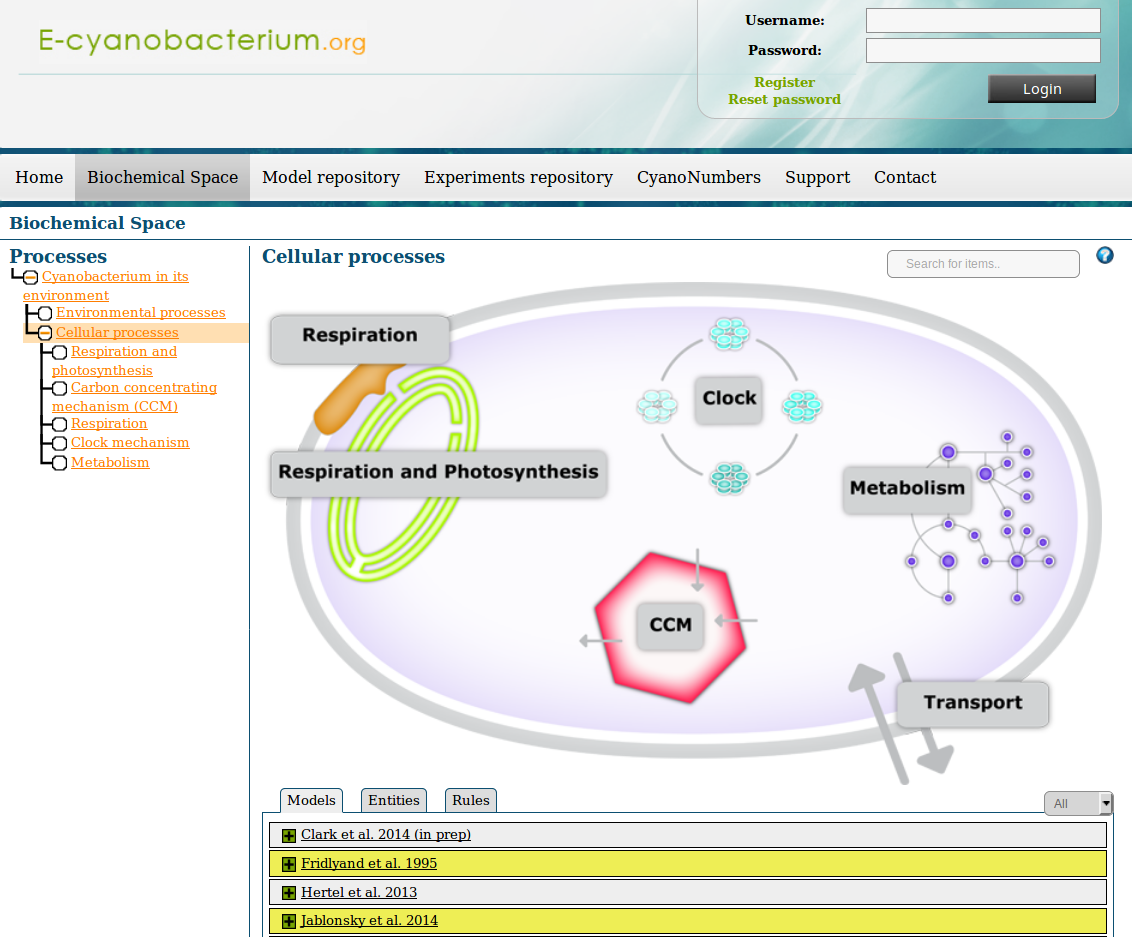 E-cyanobacterium.org
Username:
Password:
Register
Reset password
Login
Home Biochemical Space Model repository Experiments repository CyanoNumbers Support Contact
Biochemical Space
Processes
Cyanobacterium in its
environment
Environmental processes
Cellular processes
Respiration and
photosynthesis
Carbon concentrating
mechanism (CCM)
Respiration
Clock mechanism
Metabolism
Cellular processes
Search for items..
?
Respiration
Clock
Respiration and Photosynthesis
Metabolism
CCM
Transport
Models Entities Rules
All
Clark et al. 2014 (in prep)
Fridlyand et al. 1995
Hertel et al. 2013
Jablonsky et al. 2014